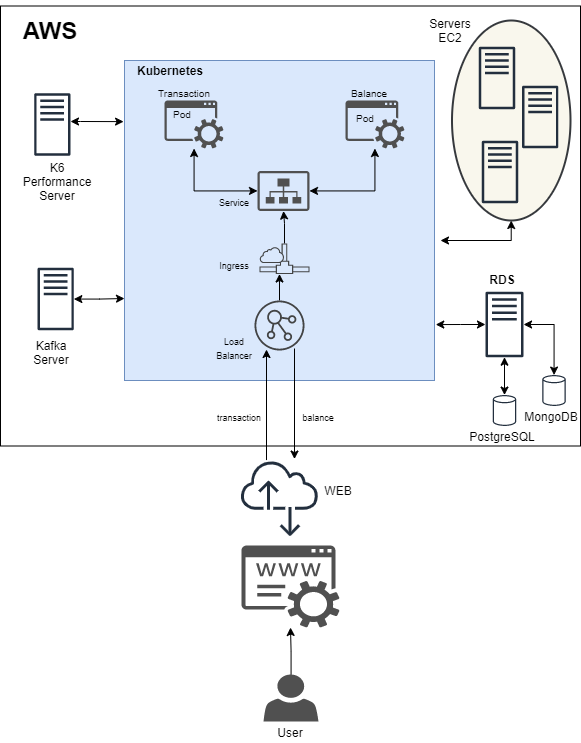 AWS
Servers
EC2
Kubernetes
Transaction
Pod
Balance
Pod
K6
Performance
Server
Service
Ingress
RDS
Kafka
Server
Load
Balancer
transaction
balance
MongoDB
PostgreSQL
WEB
WWW
User